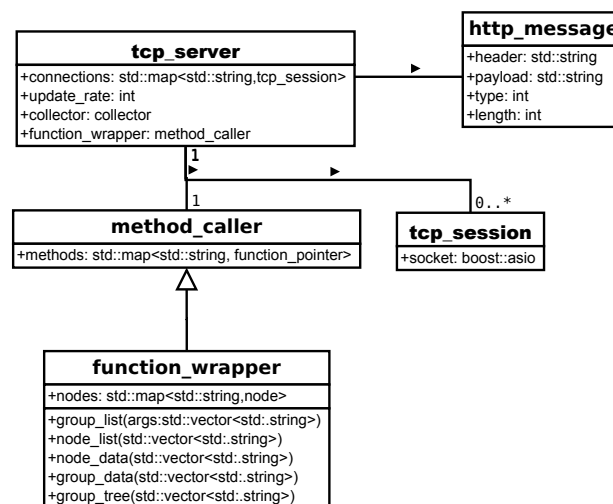 tcp_server
+connections: std::map<std::string,tcp_session>
+update_rate: int
+collector: collector
+function_wrapper: method_caller
http_message
+header: std::string
+payload: std::string
+type: int
+length: int
1
1
0..*
method_caller
+methods: std::map<std::string, function_pointer>
tcp_session
+socket: boost::asio
function_wrapper
+nodes: std::map<std::string,node>
+group_list(args:std::vector<std:.string>)
+node_list(std::vector<std:.string>)
+node_data(std::vector<std:.string>)
+group_data(std::vector<std:.string>)
+group_tree(std::vector<std:.string>)